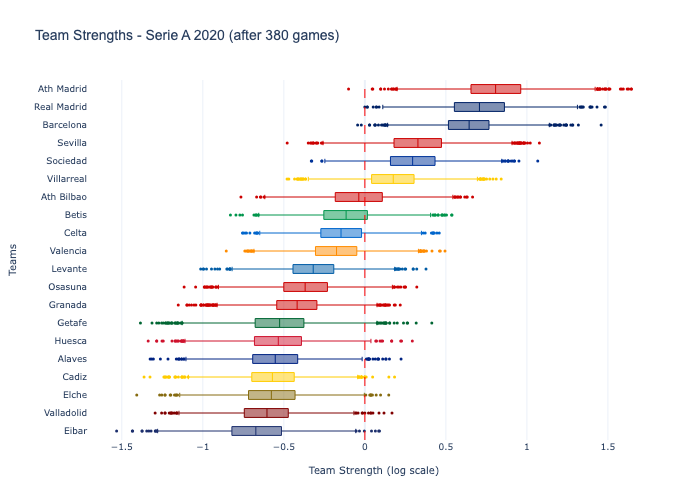 Team Strengths - Serie A 2020 (after 380 games)
Ath Madrid
Real Madrid
Barcelona
Sevilla
Sociedad
Villarreal
Ath Bilbao
Betis
Celta
Valencia
Levante
Osasuna
Granada
Getafe
Huesca
Alaves
Cadiz
Elche
Valladolid
Eibar
Teams
−1.5 −1 −0.5 0 0.5 1 1.5
Team Strength (log scale)